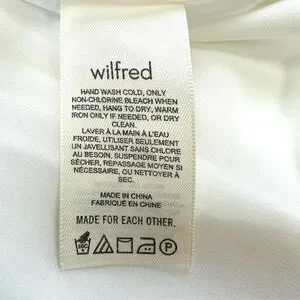 wilfred
HAND WASH COLD, ONLY
NON-CHLORINE BLEACH WHEN
NEEDED, HANG TO DRY, WARM
IRON ONLY IF NEEDED, OR DRY
CLEAN.
LAVER À LA MAIN À L'EAU
FROIDE, UTILISER SEULEMENT
UN JAVELLISANT SANS CHLORE
AU BESOIN, SUSPENDRE POUR
SÉCHER, REPASSAGE MOYEN SI
NÉCESSAIRE, OU NETTOYER À
SEC.
MADE IN CHINA
FABRIQUÉ EN CHINE
MADE FOR EACH OTHER.
P